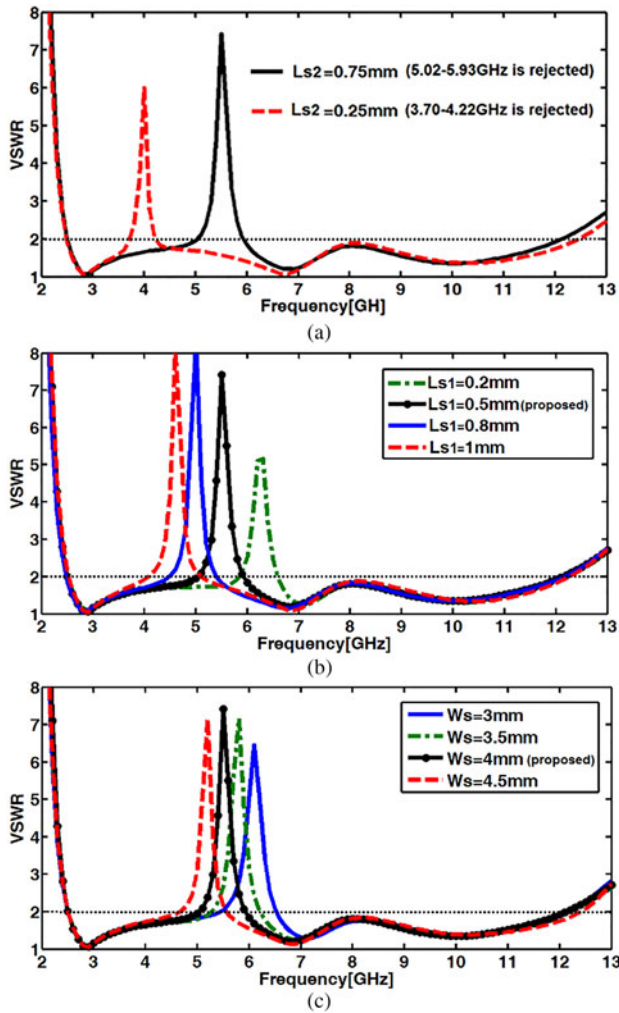 8
7
6
5
4
3
2
1
VSWR
Ls2=0.75mm (5.02-5.93GHz is rejected)
Ls2=0.25mm (3.70-4.22GHz is rejected)
2 3 4 5 6 7 8 9 10 11 12 13
Frequency[GH]
(a)
8
7
6
5
4
3
2
1
VSWR
Ls1=0.2mm
Ls1=0.5mm(proposed)
Ls1=0.8mm
Ls1=1mm
2 3 4 5 6 7 8 9 10 11 12 13
Frequency[GHz]
(b)
8
7
6
5
4
3
2
1
VSWR
Ws=3mm
Ws=3.5mm
Ws=4mm (proposed)
Ws=4.5mm
2 3 4 5 6 7 8 9 10 11 12 13
Frequency[GHz]
(c)